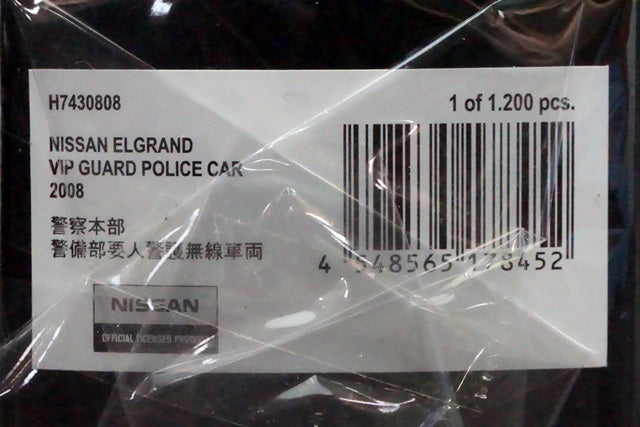 H7430808
1 of 1.200 pcs.
NISSAN ELGRAND
VIP GUARD POLICE CAR
2008
警察本部
警備部要人警護無線車両
4 548565 178452
NISSAN
OFFICIAL LICENSED PRODUCT